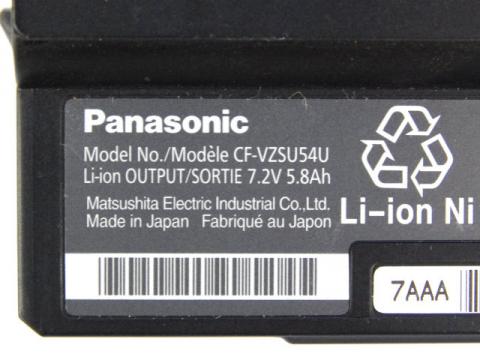 Panasonic
Model No./Modèle CF-VZSU54U
Li-ion OUTPUT/SORTIE 7.2V 5.8Ah
Matsushita Electric Industrial Co.,Ltd.
Made in Japan Fabriqué au Japon
Li-ion Ni
7AAA